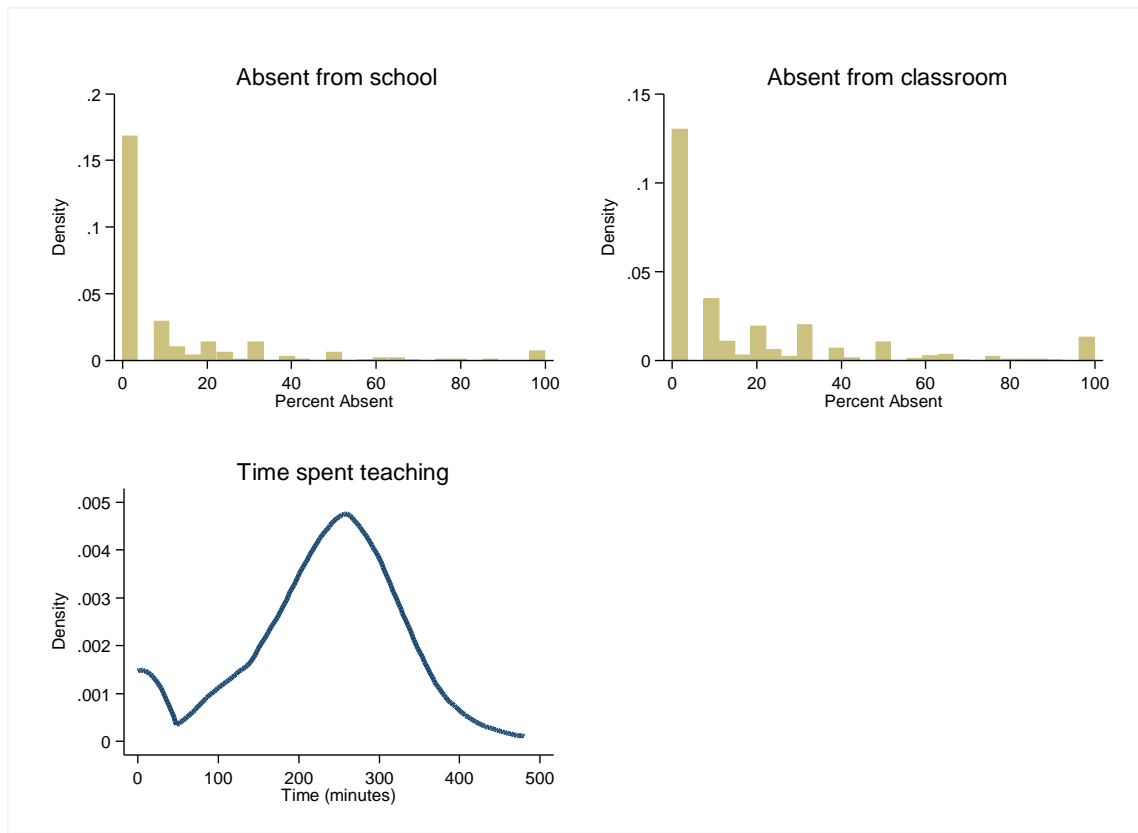 Absent from school
.2
.15
.1
.05
0
Density
0 20 40 60 80 100
Percent Absent
Absent from classroom
.15
.1
.05
0
Density
0 20 40 60 80 100
Percent Absent
Time spent teaching
.005
.004
.003
.002
.001
0
Density
0 100 200 300 400 500
Time (minutes)